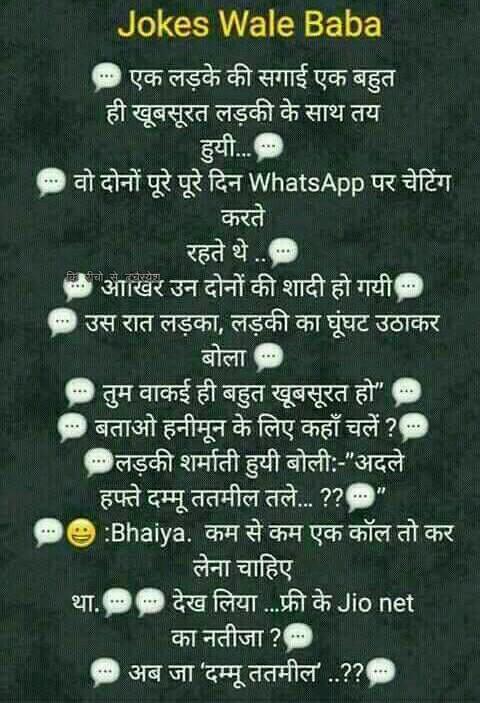 Jokes Wale Baba
एक लड़के की सगाई एक बहुत
ही खूबसूरत लड़की के साथ तय
हुयी...
वो दोनों पूरे पूरे दिन WhatsApp पर चेटिंग
करते
रहते थे ..
आखिर उन दोनों की शादी हो गयी
उस रात लड़का, लड़की का घूंघट उठाकर
बोला
तुम वाकई ही बहुत खूबसूरत हो”
बताओ हनीमून के लिए कहाँ चलें ?
लड़की शर्माती हुयी बोली:-”अदले
हफ्ते दम्मू ततमील तले... ??”
:Bhaiya. कम से कम एक कॉल तो कर
लेना चाहिए
था. देख लिया ...फ्री के Jio net
का नतीजा ?
अब जा ‘दम्मू ततमील’ ..??